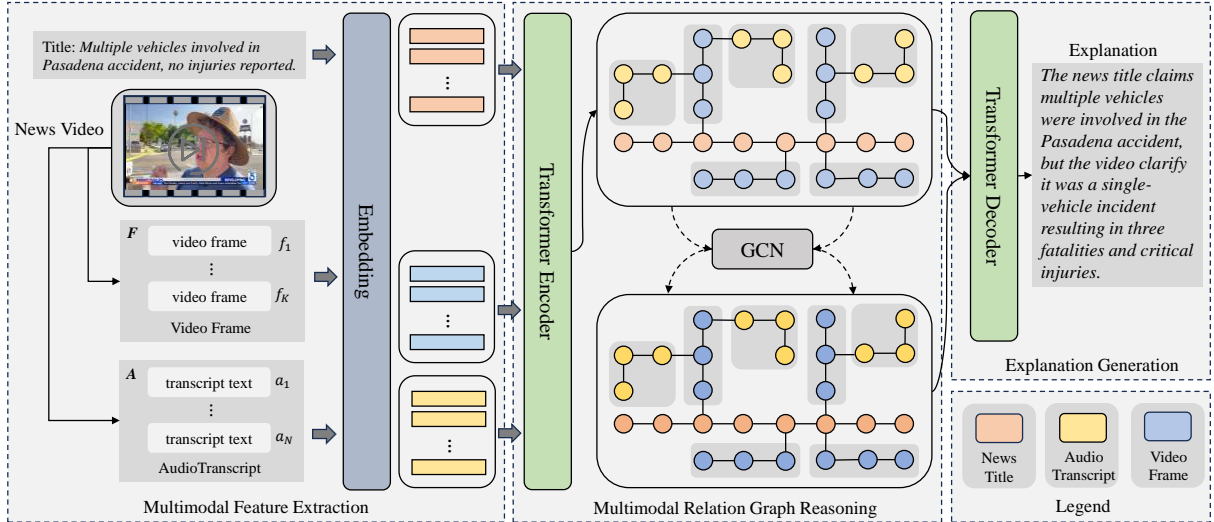 Title: Multiple vehicles involved in
Pasadena accident, no injuries reported.
News Video
F
video frame f1
⋮
video frame fK
Video Frame
A
transcript text a1
⋮
transcript text aN
AudioTranscript
Embedding
⋮
⋮
⋮
Multimodal Feature Extraction
Transformer Encoder
GCN
Multimodal Relation Graph Reasoning
Transformer Decoder
Explanation
The news title claims
multiple vehicles
were involved in the
Pasadena accident,
but the video clarify
it was a single-
vehicle incident
resulting in three
fatalities and critical
injuries.
Explanation Generation
News
Title
Audio
Transcript
Video
Frame
Legend